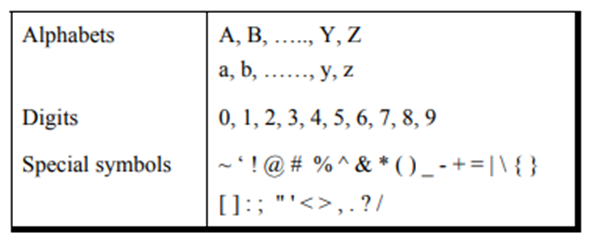 Alphabets A, B, ….., Y, Z
a, b, ……, y, z
Digits 0, 1, 2, 3, 4, 5, 6, 7, 8, 9
Special symbols ~ ‘ ! @ # % ^ & * ( ) _ - + = | \ { }
[ ] : ; " ' < > , . ? /